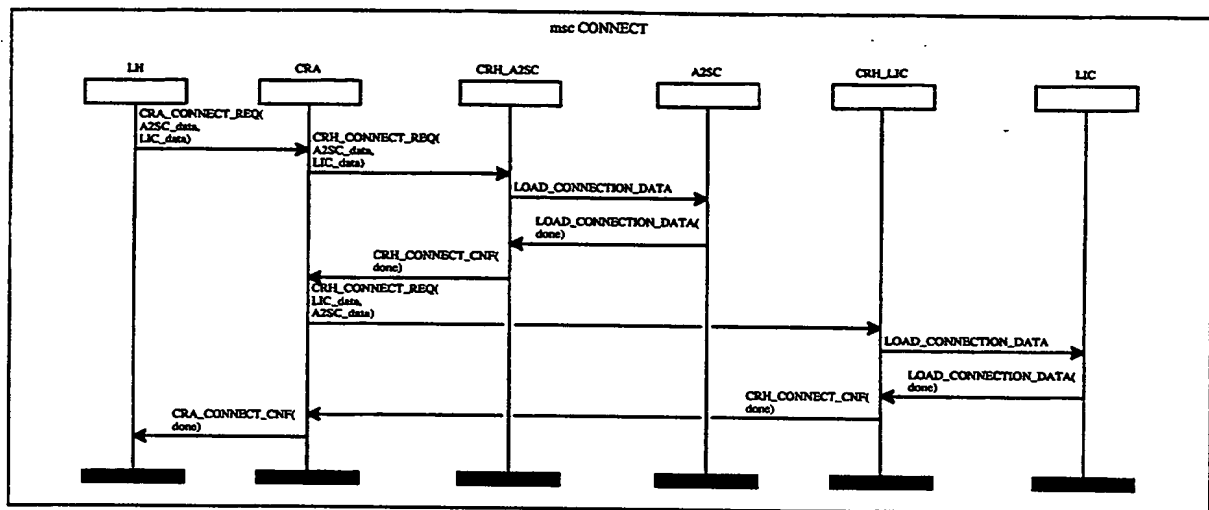 msc CONNECT
LH
CRA
CRH_A2SC
A2SC
CRH_LIC
LIC
CRA_CONNECT_REQ(
A2SC_data,
LIC_data)
CRH_CONNECT_REQ(
A2SC_data,
LIC_data)
LOAD_CONNECTION_DATA
LOAD_CONNECTION_DATA(
done)
CRH_CONNECT_CNF(
done)
CRH_CONNECT_REQ(
LIC_data,
A2SC_data)
LOAD_CONNECTION_DATA
LOAD_CONNECTION_DATA(
done)
CRH_CONNECT_CNF(
done)
CRA_CONNECT_CNF(
done)